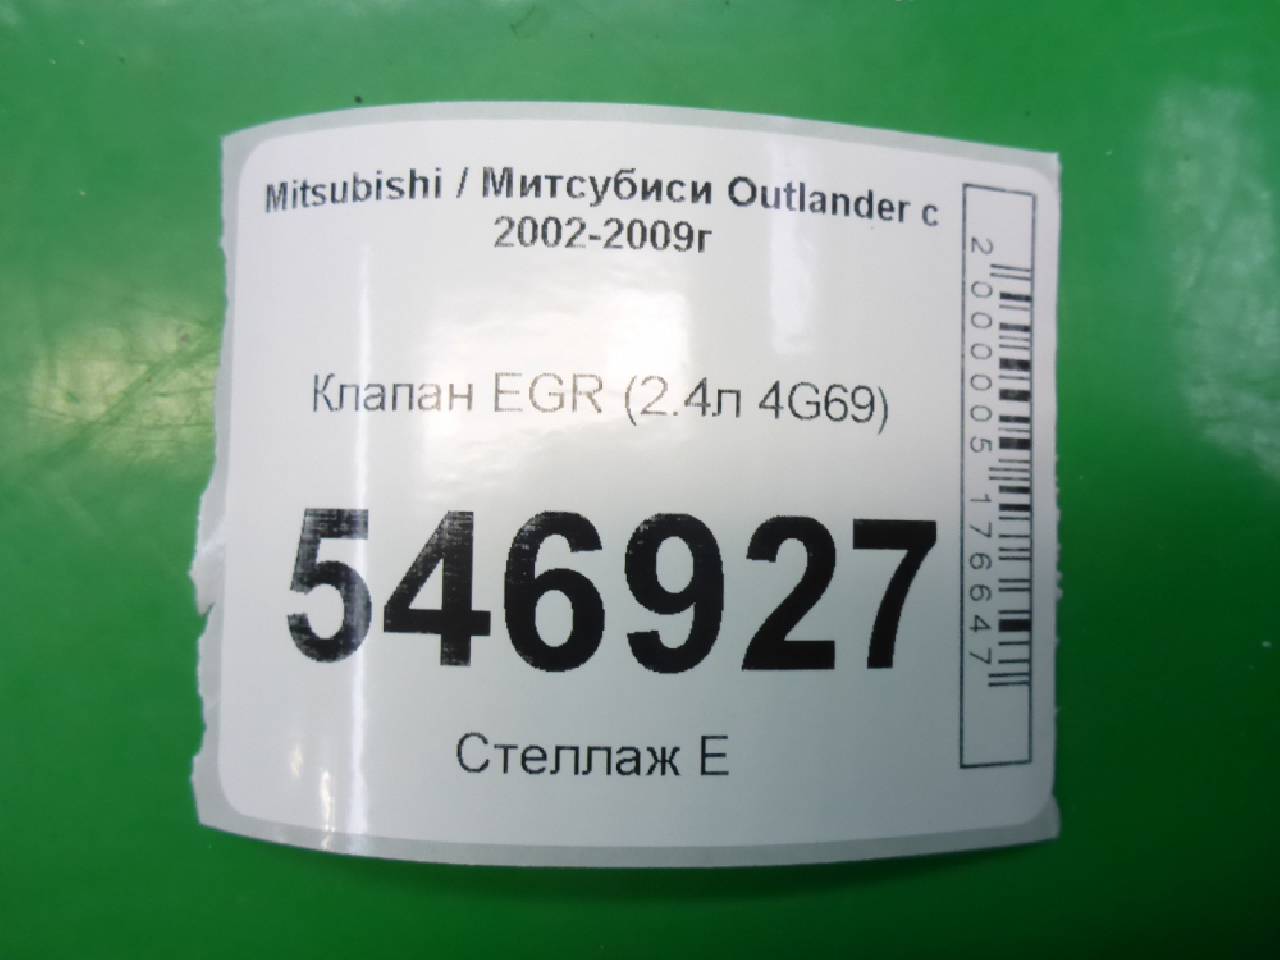 Mitsubishi / Митсубиси Outlander с
2002-2009г
Клапан EGR (2.4л 4G69)
546927
Стеллаж E
2000005176647